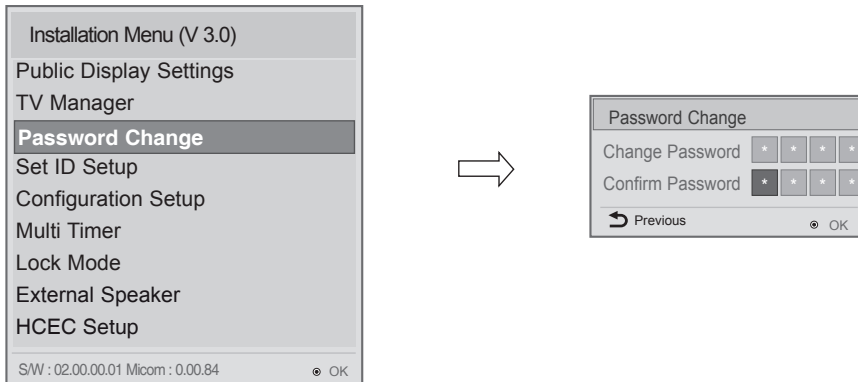 Installation Menu (V 3.0)
Public Display Settings
TV Manager
Password Change
Set ID Setup
Configuration Setup
Multi Timer
Lock Mode
External Speaker
HCEC Setup
S/W : 02.00.00.01 Micom : 0.00.84 OK
Password Change
Change Password * * * *
Confirm Password * * * *
Previous OK